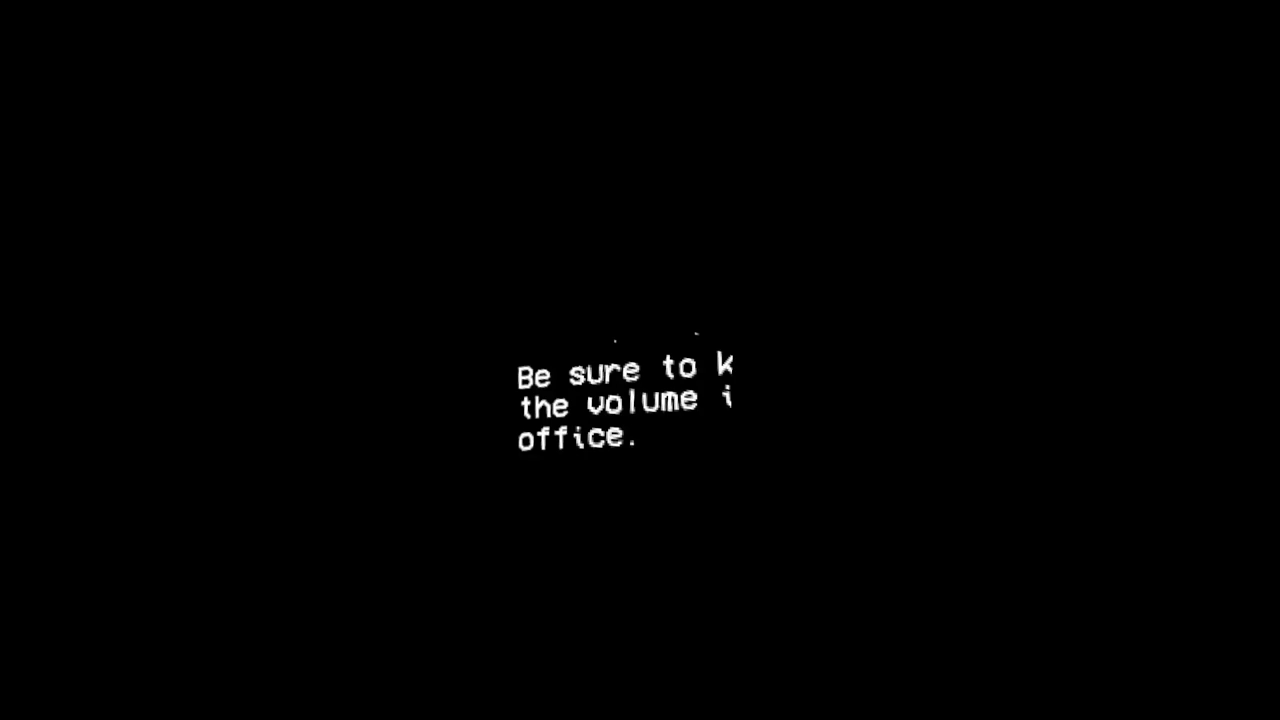 Be sure to k
the volume i
office.